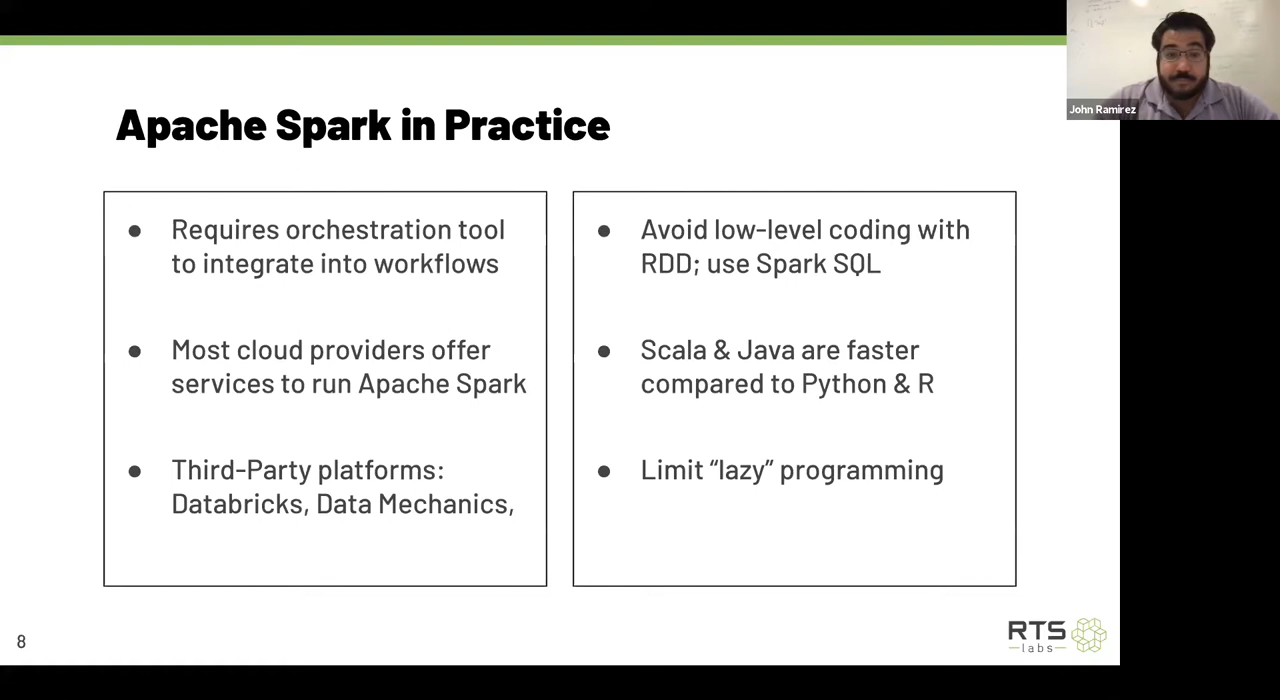 John Ramirez
Apache Spark in Practice
● Requires orchestration tool
to integrate into workflows
● Most cloud providers offer
services to run Apache Spark
● Third-Party platforms:
Databricks, Data Mechanics,
● Avoid low-level coding with
RDD; use Spark SQL
● Scala & Java are faster
compared to Python & R
● Limit “lazy” programming
8
RTS
labs